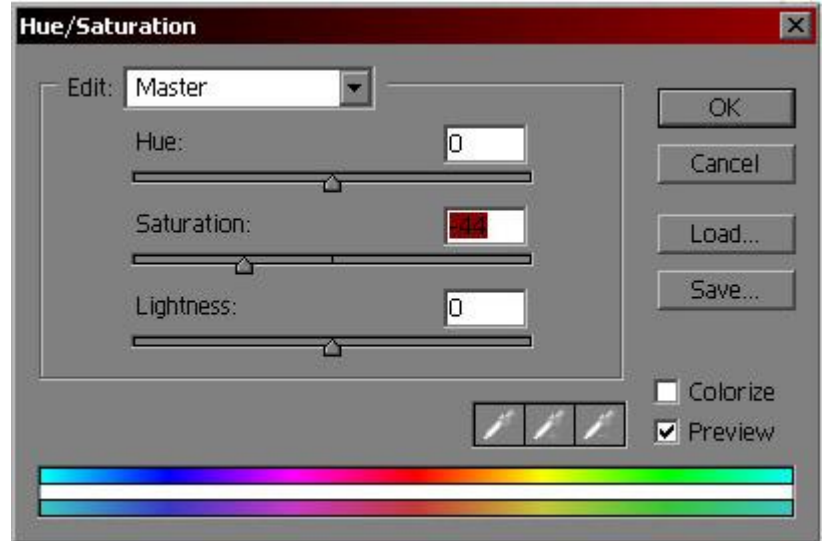 Hue/Saturation
Edit: Master
Hue: 0
Saturation: -44
Lightness: 0
OK
Cancel
Load...
Save...
Colorize
Preview